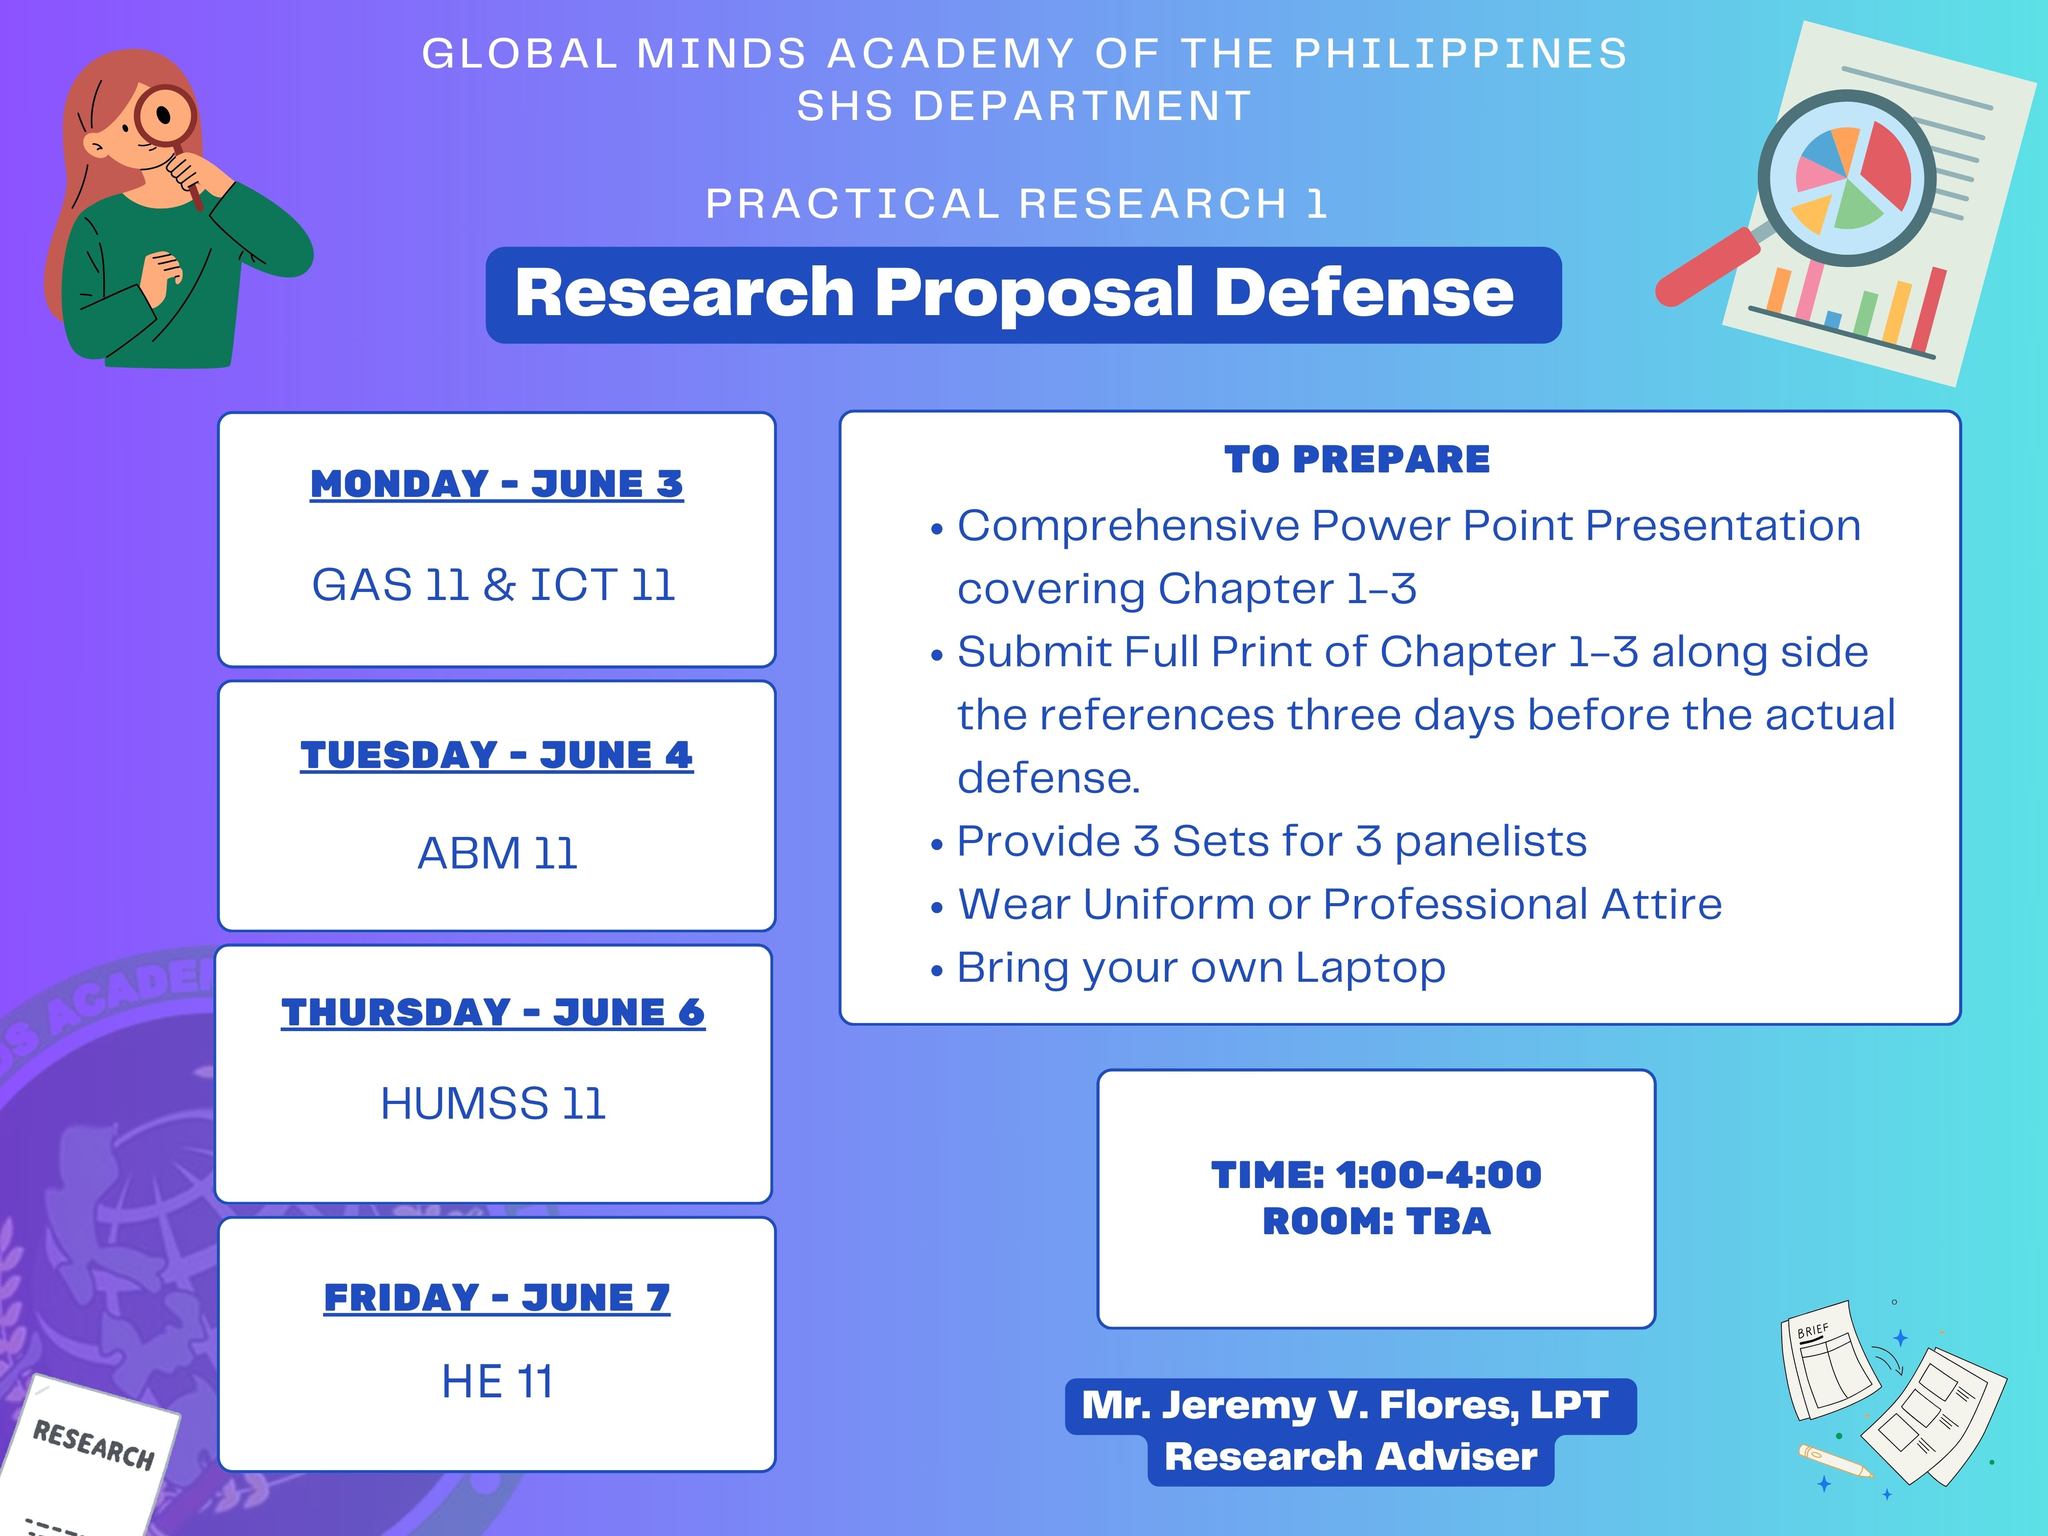 GLOBAL MINDS ACADEMY OF THE PHILIPPINES
SHS DEPARTMENT
PRACTICAL RESEARCH 1
Research Proposal Defense
MONDAY - JUNE 3
GAS 11 & ICT 11
TUESDAY - JUNE 4
ABM 11
THURSDAY - JUNE 6
HUMSS 11
FRIDAY - JUNE 7
HE 11
TO PREPARE
• Comprehensive Power Point Presentation
covering Chapter 1-3
• Submit Full Print of Chapter 1-3 along side
the references three days before the actual
defense.
• Provide 3 Sets for 3 panelists
• Wear Uniform or Professional Attire
• Bring your own Laptop
TIME: 1:00-4:00
ROOM: TBA
Mr. Jeremy V. Flores, LPT
Research Adviser
BRIEF
RESEARCH